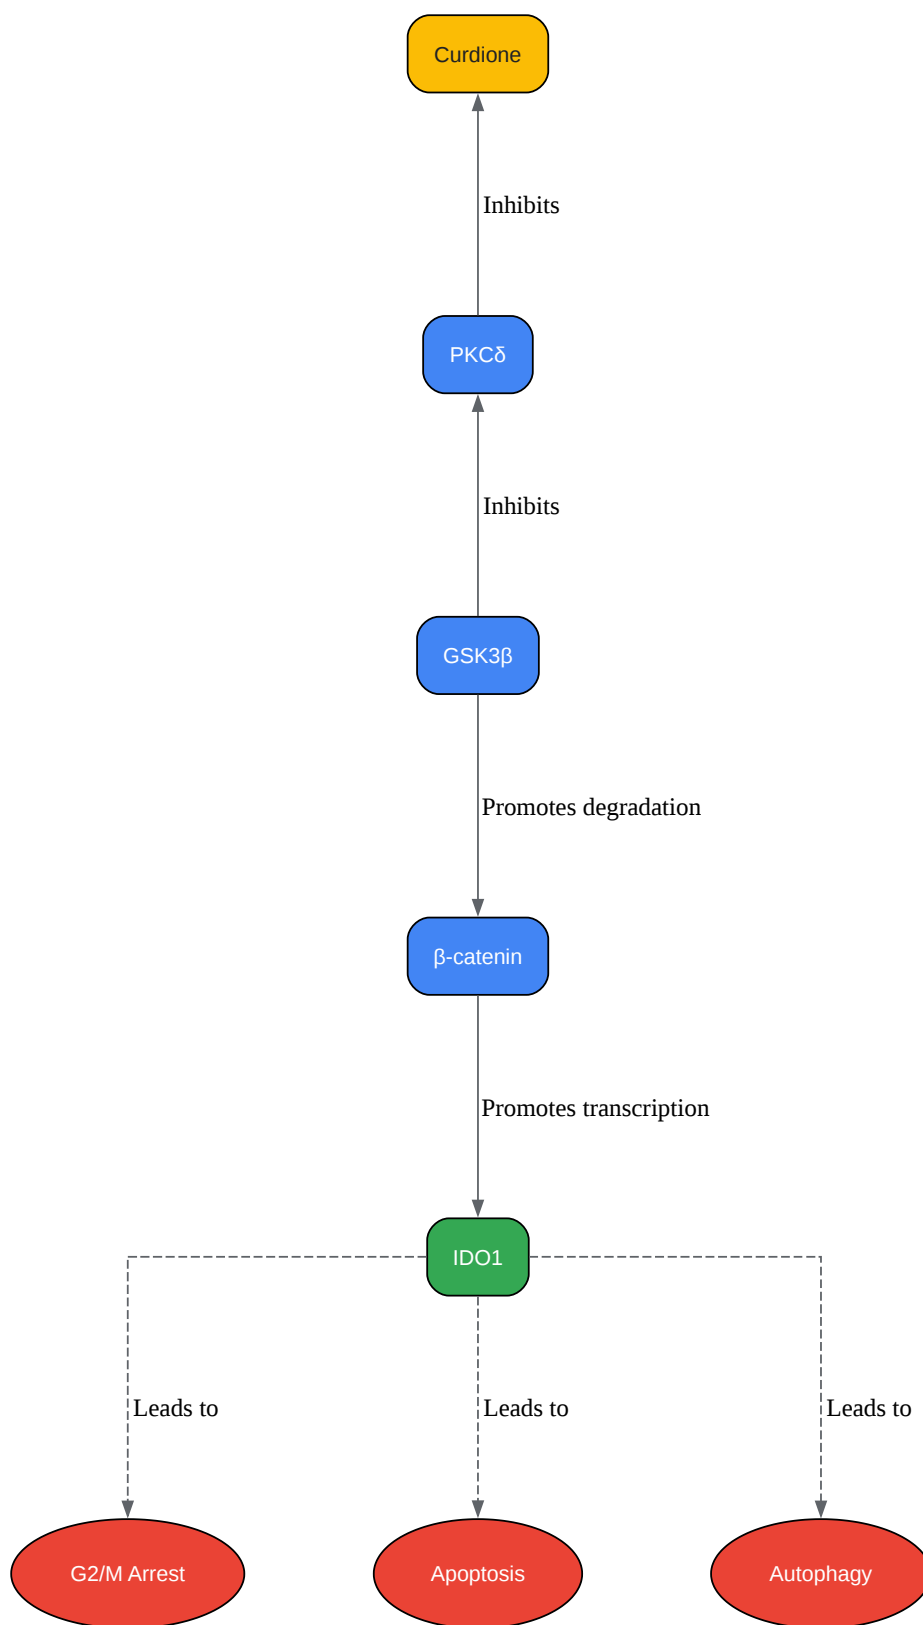 Curdione
Inhibits
PKCδ
Inhibits
GSK3β
Promotes degradation
β-catenin
Promotes transcription
IDO1
Leads to
Leads to
Leads to
G2/M Arrest
Apoptosis
Autophagy